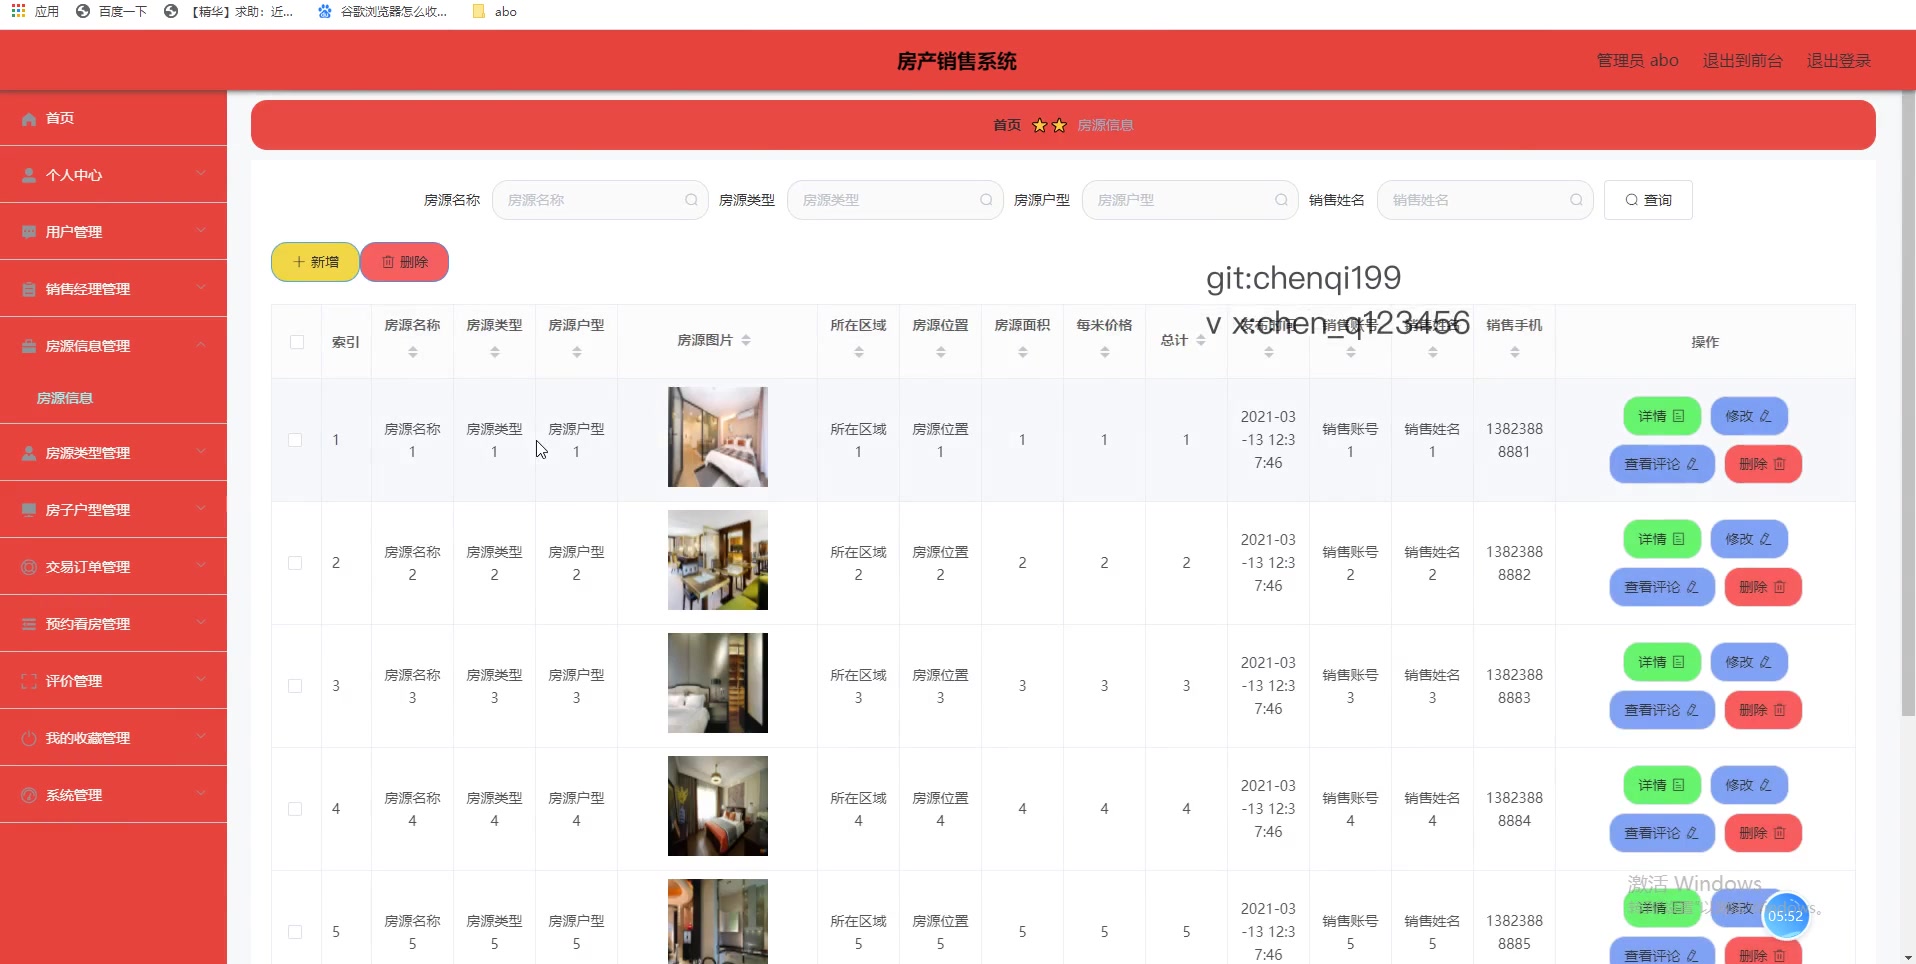 应用 百度一下 【精华】求助：近... 谷歌浏览器怎么收... abo
房产销售系统
管理员 abo 退出到前台 退出登录
首页
个人中心
用户管理
销售经理管理
房源信息管理
房源信息
房源类型管理
房子户型管理
交易订单管理
预约看房管理
评价管理
我的收藏管理
系统管理
首页 房源信息
房源名称 房源名称 房源类型 房源类型 房源户型 房源户型 销售姓名 销售姓名 查询
新增 删除
git:chenqi199
v x:chen_q123456
索引 房源名称 房源类型 房源户型 房源图片 所在区域 房源位置 房源面积 每米价格 总计 发布时间 销售账号 销售姓名 销售手机 操作
1 房源名称1 房源类型1 房源户型1 所在区域1 房源位置1 1 1 1 2021-03-13 12:37:46 销售账号1 销售姓名1 13823888881 详情 修改 查看评论 删除
2 房源名称2 房源类型2 房源户型2 所在区域2 房源位置2 2 2 2 2021-03-13 12:37:46 销售账号2 销售姓名2 13823888882 详情 修改 查看评论 删除
3 房源名称3 房源类型3 房源户型3 所在区域3 房源位置3 3 3 3 2021-03-13 12:37:46 销售账号3 销售姓名3 13823888883 详情 修改 查看评论 删除
4 房源名称4 房源类型4 房源户型4 所在区域4 房源位置4 4 4 4 2021-03-13 12:37:46 销售账号4 销售姓名4 13823888884 详情 修改 查看评论 删除
5 房源名称5 房源类型5 房源户型5 所在区域5 房源位置5 5 5 5 2021-03-13 12:37:46 销售账号5 销售姓名5 13823888885 详情 修改 查看评论 删除
激活 Windows
05:52